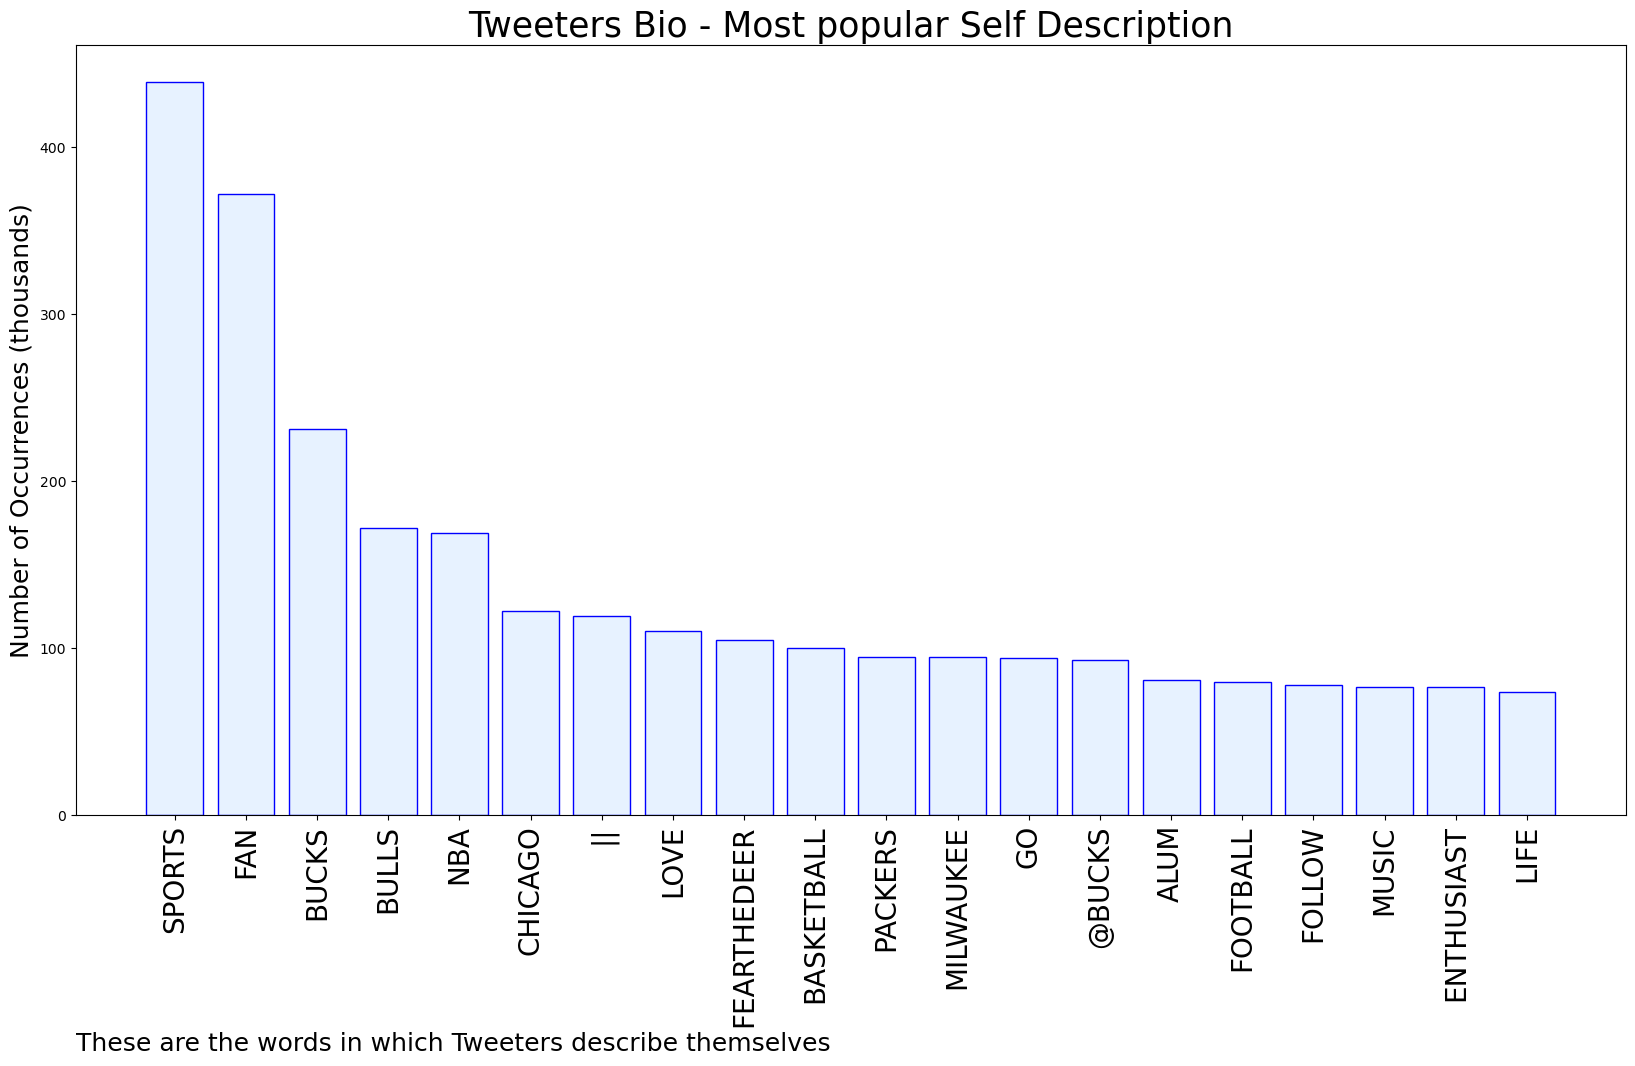 Tweeters Bio - Most popular Self Description
Number of Occurrences (thousands)
400
300
200
100
0
SPORTS
FAN
BUCKS
BULLS
NBA
CHICAGO
||
LOVE
FEARTHEDEER
BASKETBALL
PACKERS
MILWAUKEE
GO
@BUCKS
ALUM
FOOTBALL
FOLLOW
MUSIC
ENTHUSIAST
LIFE
These are the words in which Tweeters describe themselves